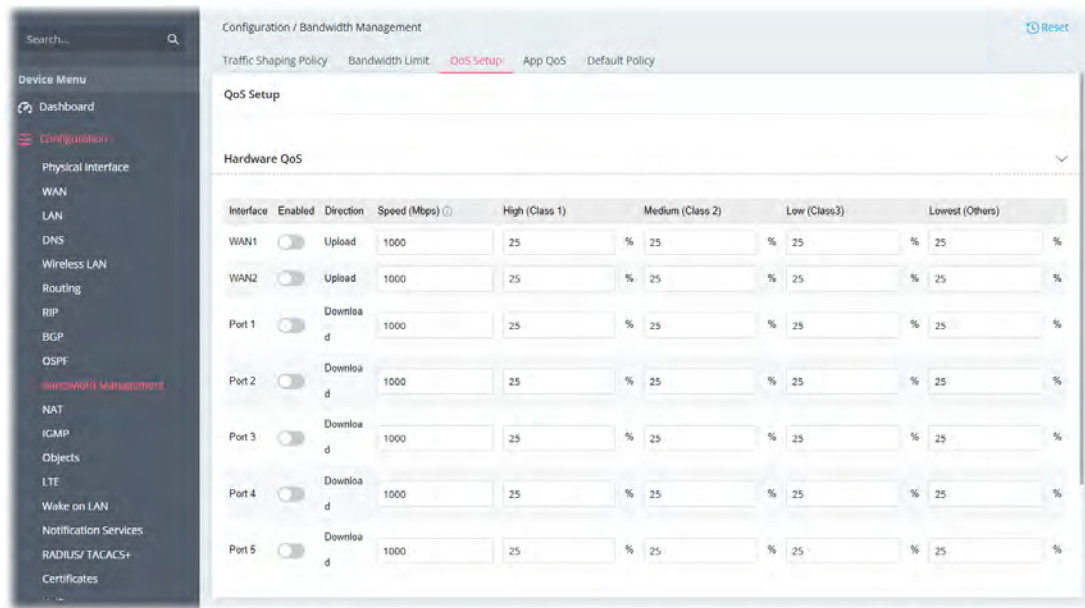 Search...
Device Menu
Dashboard
Configuration
Physical Interface
WAN
LAN
DNS
Wireless LAN
Routing
RIP
BGP
OSPF
Bandwidth Management
NAT
IGMP
Objects
LTE
Wake on LAN
Notification Services
RADIUS/ TACACS+
Certificates
Configuration / Bandwidth Management
Reset
Traffic Shaping Policy Bandwidth Limit QoS Setup App QoS Default Policy
QoS Setup
Hardware QoS
Interface Enabled Direction Speed (Mbps) High (Class 1) Medium (Class 2) Low (Class3) Lowest (Others)
WAN1 Upload 1000 25 % 25 % 25 % 25 %
WAN2 Upload 1000 25 % 25 % 25 % 25 %
Port 1 Downloa 1000 25 % 25 % 25 % 25 %
d
Port 2 Downloa 1000 25 % 25 % 25 % 25 %
d
Port 3 Downloa 1000 25 % 25 % 25 % 25 %
d
Port 4 Downloa 1000 25 % 25 % 25 % 25 %
d
Port 5 Downloa 1000 25 % 25 % 25 % 25 %
d